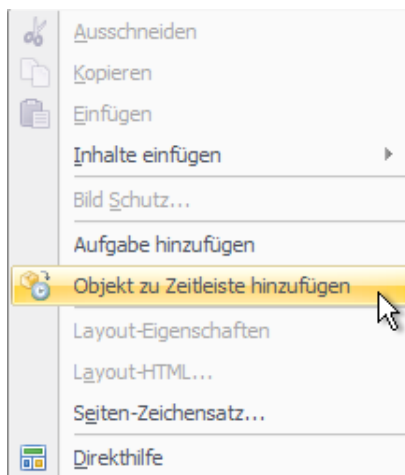 Ausschneiden
Kopieren
Einfügen
Inhalte einfügen
Bild Schutz...
Aufgabe hinzufügen
Objekt zu Zeitleiste hinzufügen
Layout-Eigenschaften
Layout-HTML...
Seiten-Zeichensatz...
Direkthilfe